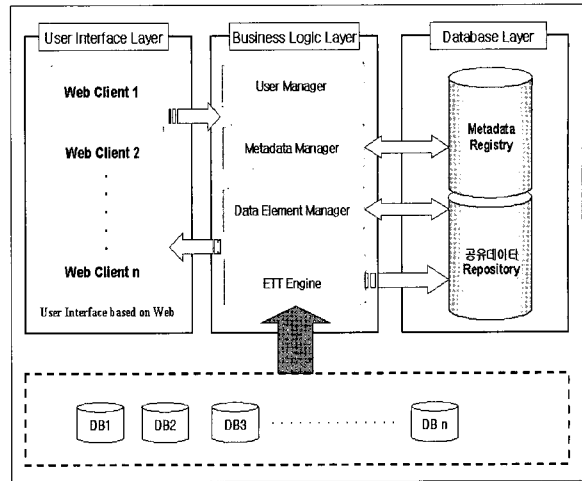 User Interface Layer
Web Client 1
Web Client 2
Web Client n
User Interface based on Web
Business Logic Layer
User Manager
Metadata Manager
Data Element Manager
ETT Engine
Database Layer
Metadata
Registry
공유데이타
Repository
DB1
DB2
DB3
DB n